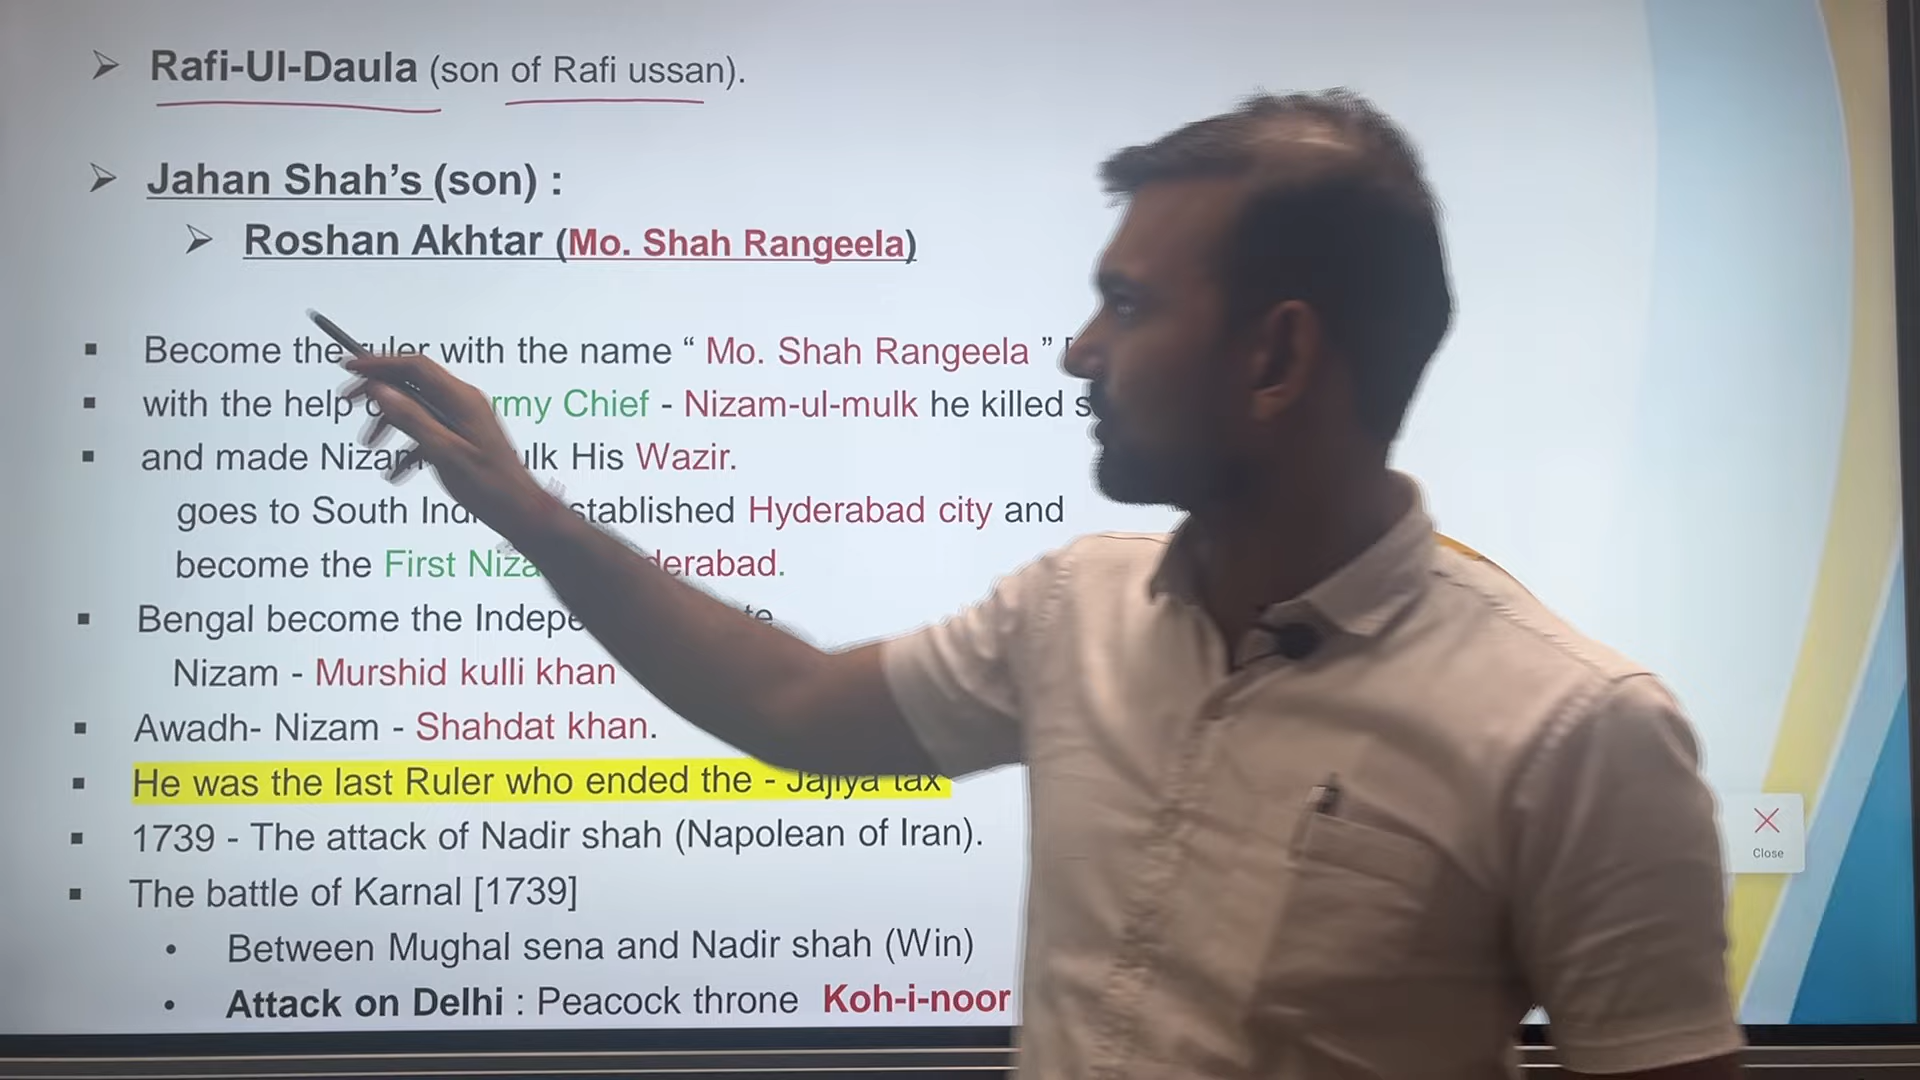 ➢ Rafi-Ul-Daula (son of Rafi ussan).
➢ Jahan Shah's (son) :
➢ Roshan Akhtar (Mo. Shah Rangeela)
▪ Become the ruler with the name “ Mo. Shah Rangeela ”
▪ with the help Chief - Nizam-ul-mulk he killed
▪ and made His Wazir.
goes to South Hyderabad city and
become the First
▪ Bengal become the
Nizam - Murshid kulli khan
▪ Awadh- Nizam - Shahdat khan.
▪ He was the last Ruler who ended the - Jajiya tax
▪ 1739 - The attack of Nadir shah (Napolean of Iran).
▪ The battle of Karnal [1739]
• Between Mughal sena and Nadir shah (Win)
• Attack on Delhi : Peacock throne Koh-i-noor
Close